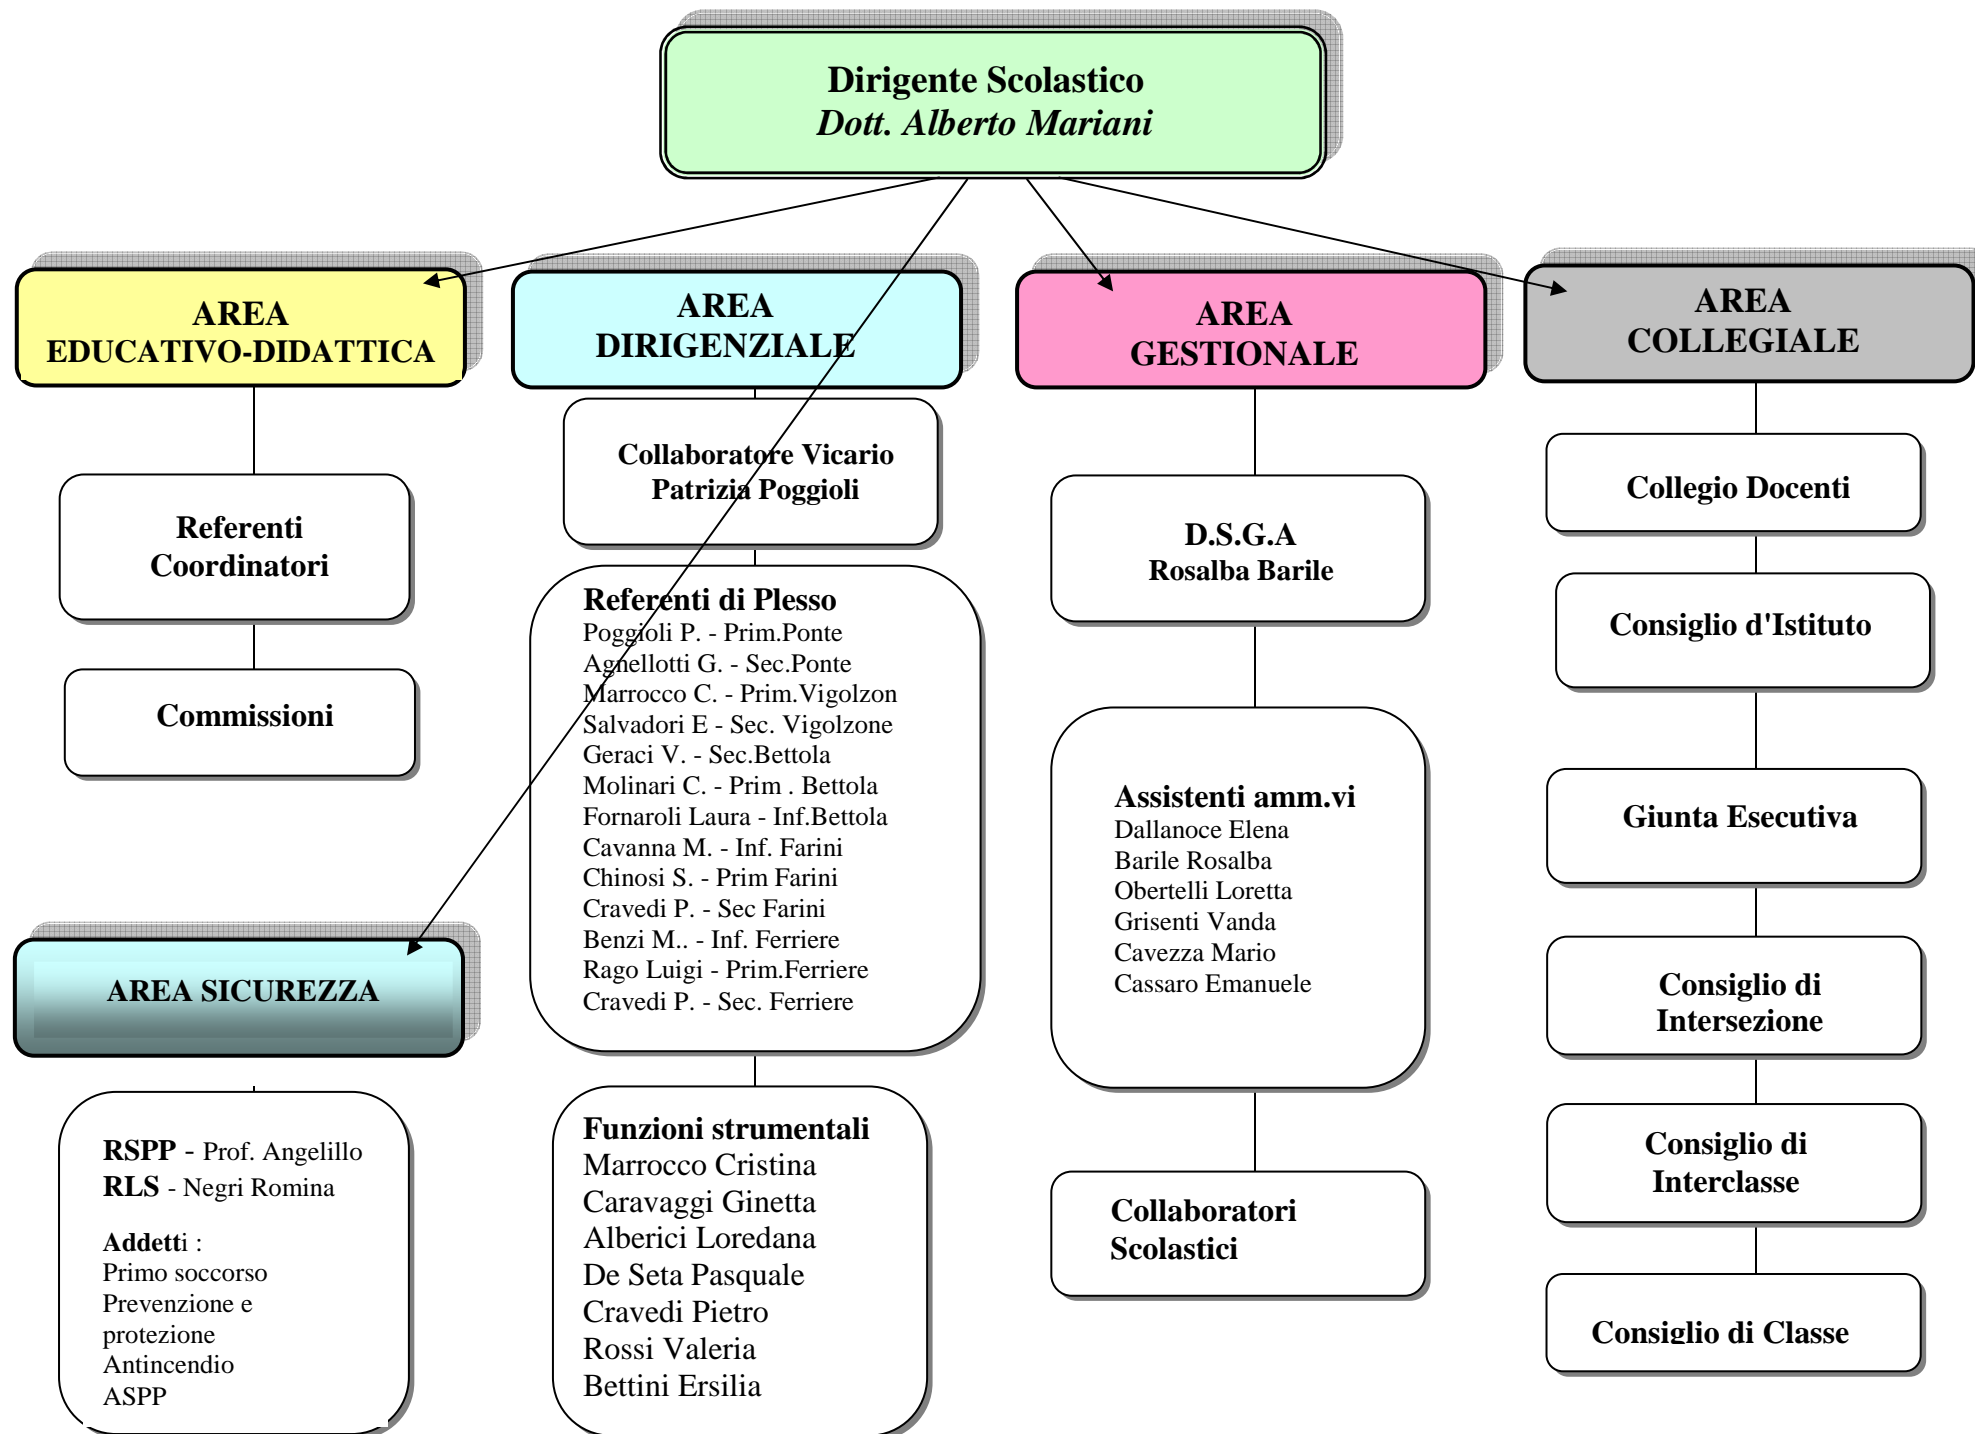 Dirigente Scolastico
Dott. Alberto Mariani
AREA
EDUCATIVO-DIDATTICA
Referenti
Coordinatori
Commissioni
AREA SICUREZZA
RSPP - Prof. Angelillo
RLS - Negri Romina
Addetti :
Primo soccorso
Prevenzione e
protezione
Antincendio
ASPP
AREA
DIRIGENZIALE
Collaboratore Vicario
Patrizia Poggioli
Referenti di Plesso
Poggioli P. - Prim.Ponte
Agnellotti G. - Sec.Ponte
Marrocco C. - Prim.Vigolzon
Salvadori E - Sec. Vigolzone
Geraci V. - Sec.Bettola
Molinari C. - Prim . Bettola
Fornaroli Laura - Inf.Bettola
Cavanna M. - Inf. Farini
Chinosi S. - Prim Farini
Cravedi P. - Sec Farini
Benzi M.. - Inf. Ferriere
Rago Luigi - Prim.Ferriere
Cravedi P. - Sec. Ferriere
Funzioni strumentali
Marrocco Cristina
Caravaggi Ginetta
Alberici Loredana
De Seta Pasquale
Cravedi Pietro
Rossi Valeria
Bettini Ersilia
AREA
GESTIONALE
D.S.G.A
Rosalba Barile
Assistenti amm.vi
Dallanoce Elena
Barile Rosalba
Obertelli Loretta
Grisenti Vanda
Cavezza Mario
Cassaro Emanuele
Collaboratori
Scolastici
AREA
COLLEGIALE
Collegio Docenti
Consiglio d'Istituto
Giunta Esecutiva
Consiglio di
Intersezione
Consiglio di
Interclasse
Consiglio di Classe